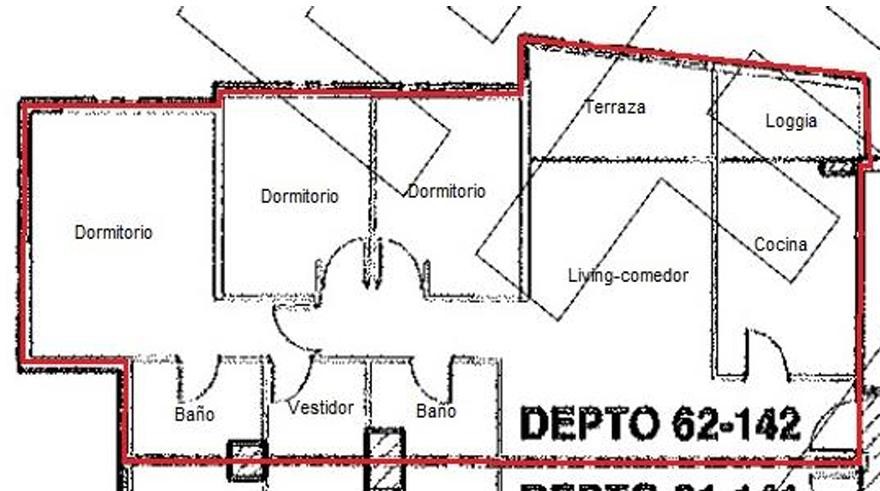 Terraza
Loggia
Dormitorio
Dormitorio
Dormitorio
Cocina
Living-comedor
Baño
Vestidor
Baño
DEPTO 62-142